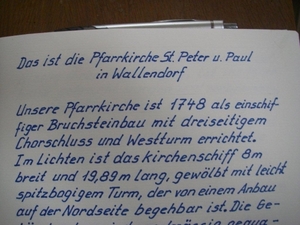 Das ist die Pfarrkirche St. Peter u. Paul
in Wallendorf
Unsere Pfarrkirche ist 1748 als einschif-
figer Bruchsteinbau mit dreiseitigem
Chorschluss und Westturm errichtet.
Im Lichten ist das Kirchenschiff 8m
breit und 19,89m lang, gewölbt mit leicht
spitzbogigem Turm, der von einem Anbau
auf der Nordseite begehbar ist. Die Ge-